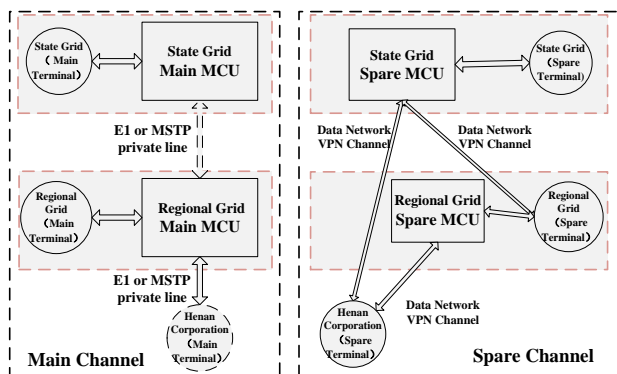 State Grid
( Main
Terminal)
State Grid
Main MCU
E1 or MSTP
private line
Regional
Grid
(Main
Terminal)
Regional Grid
Main MCU
E1 or MSTP
private line
Henan
Corporation
(Main
Terminal)
Main Channel
State Grid
Spare MCU
State Grid
(Spare
Terminal)
Data Network
VPN Channel
Data Network
VPN Channel
Regional Grid
Spare MCU
Regional
Grid
(Spare
Terminal)
Data Network
VPN Channel
Henan
Corporation
(Spare
Terminal)
Spare Channel